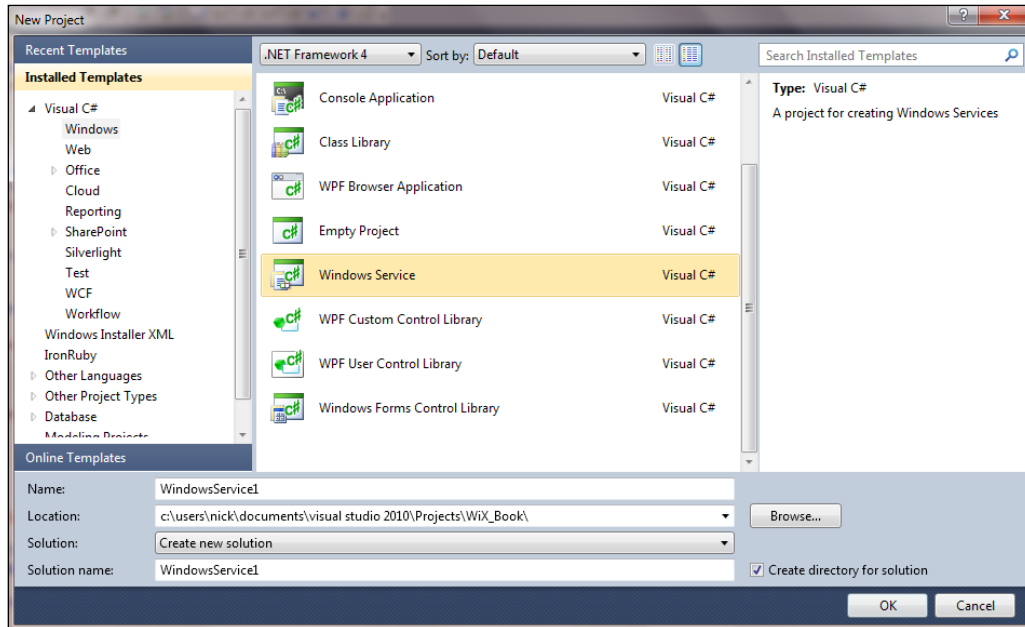 New Project
Recent Templates
Installed Templates
Visual C#
Windows
Web
Office
Cloud
Reporting
SharePoint
Silverlight
Test
WCF
Workflow
Windows Installer XML
IronRuby
Other Languages
Other Project Types
Database
Modeling Projects
Online Templates
.NET Framework 4 Sort by: Default
Console Application Visual C#
Class Library Visual C#
WPF Browser Application Visual C#
Empty Project Visual C#
Windows Service Visual C#
WPF Custom Control Library Visual C#
WPF User Control Library Visual C#
Windows Forms Control Library Visual C#
Search Installed Templates
Type: Visual C#
A project for creating Windows Services
Name: WindowsService1
Location: c:\users\nick\documents\visual studio 2010\Projects\WiX_Book\ Browse...
Solution: Create new solution
Solution name: WindowsService1 Create directory for solution
OK Cancel